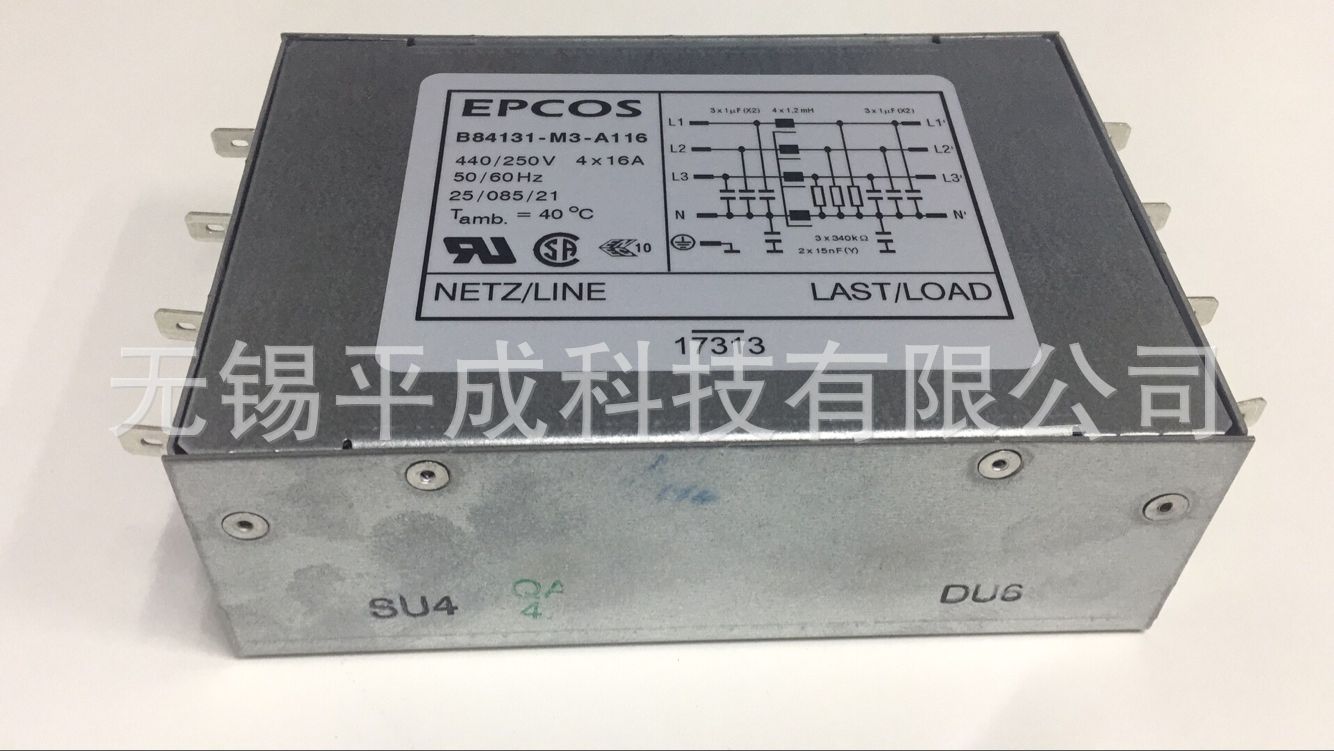 EPCOS
B84131-M3-A116
440/250V 4x16A
50/60Hz
25/085/21
Tamb. = 40 °C
10
3x1µF(X2) 4x1.2mH 3x1µF(X2)
L1 L1'
L2 L2'
L3 L3'
N N'
3x340kΩ
2x15nF(Y)
NETZ/LINE LAST/LOAD
17313
无锡平成科技有限公司
SU4
QA
4
DU6